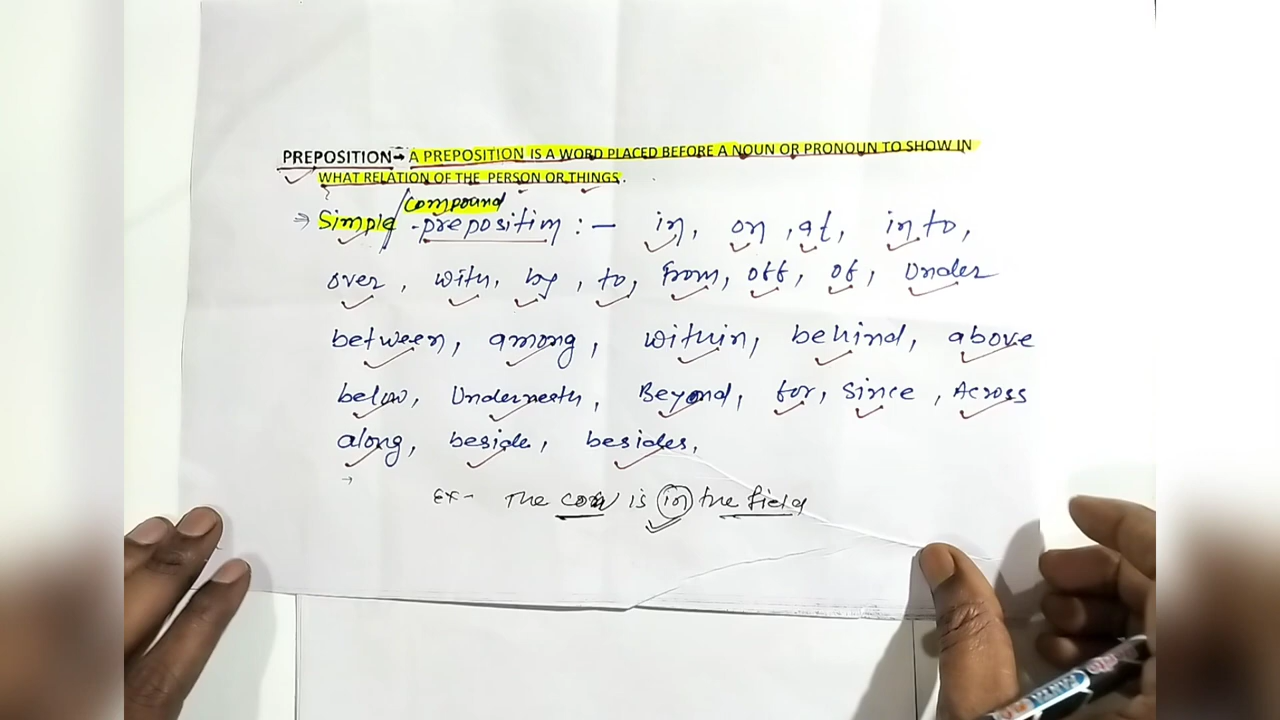 PREPOSITION→ A PREPOSITION IS A WORD PLACED BEFORE A NOUN OR PRONOUN TO SHOW IN
WHAT RELATION OF THE PERSON OR THINGS.
⇒ Simple/compound -preposition :- in, on, at, into,
over, with, by, to, from, off, of, Under
between, among, within, behind, above
below, Underneath, Beyond, for, Since, Across
along, beside, besides,
Ex- The cow is in the field